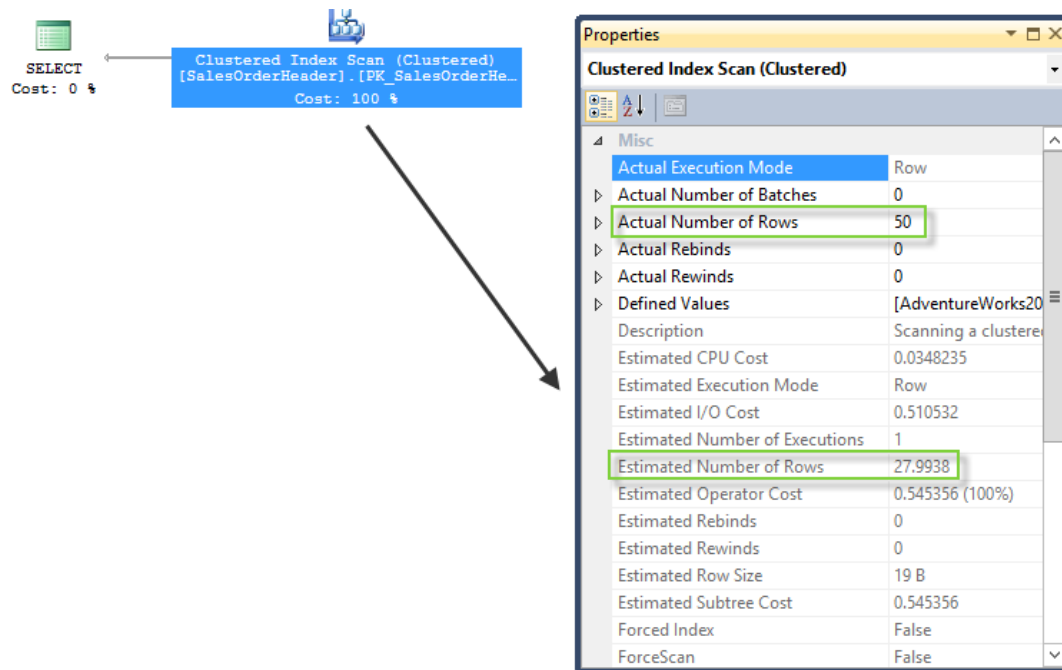 SELECT
Cost: 0 %
Clustered Index Scan (Clustered)
[SalesOrderHeader].[PK_SalesOrderHe…
Cost: 100 %
Properties
Clustered Index Scan (Clustered)
Misc
Actual Execution Mode Row
Actual Number of Batches 0
Actual Number of Rows 50
Actual Rebinds 0
Actual Rewinds 0
Defined Values [AdventureWorks20
Description Scanning a clustere
Estimated CPU Cost 0.0348235
Estimated Execution Mode Row
Estimated I/O Cost 0.510532
Estimated Number of Executions 1
Estimated Number of Rows 27.9938
Estimated Operator Cost 0.545356 (100%)
Estimated Rebinds 0
Estimated Rewinds 0
Estimated Row Size 19 B
Estimated Subtree Cost 0.545356
Forced Index False
ForceScan False